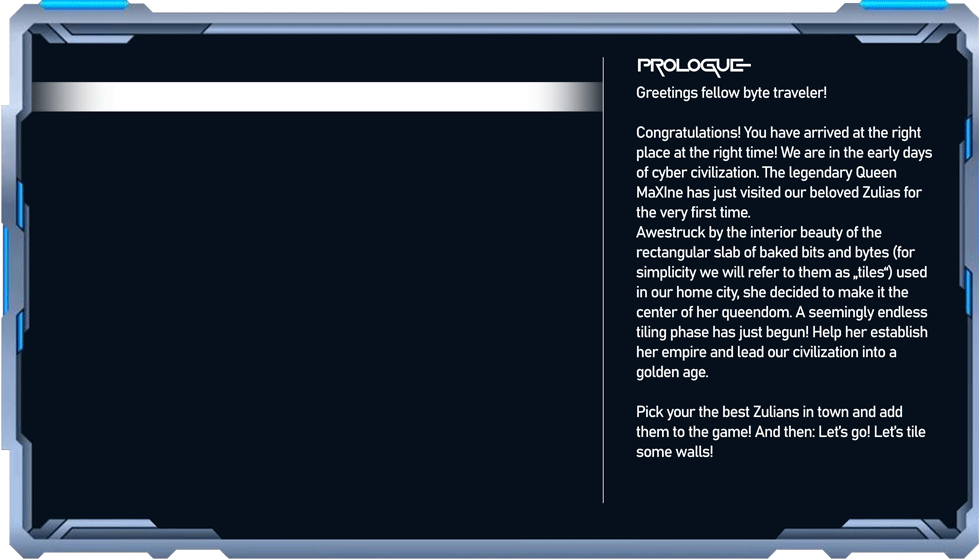 PROLOGUE
Greetings fellow byte traveler!
Congratulations! You have arrived at the right
place at the right time! We are in the early days
of cyber civilization. The legendary Queen
MaXIne has just visited our beloved Zulias for
the very first time.
Awestruck by the interior beauty of the
rectangular slab of baked bits and bytes (for
simplicity we will refer to them as „tiles“) used
in our home city, she decided to make it the
center of her queendom. A seemingly endless
tiling phase has just begun! Help her establish
her empire and lead our civilization into a
golden age.
Pick your the best Zulians in town and add
them to the game! And then: Let's go! Let's tile
some walls!